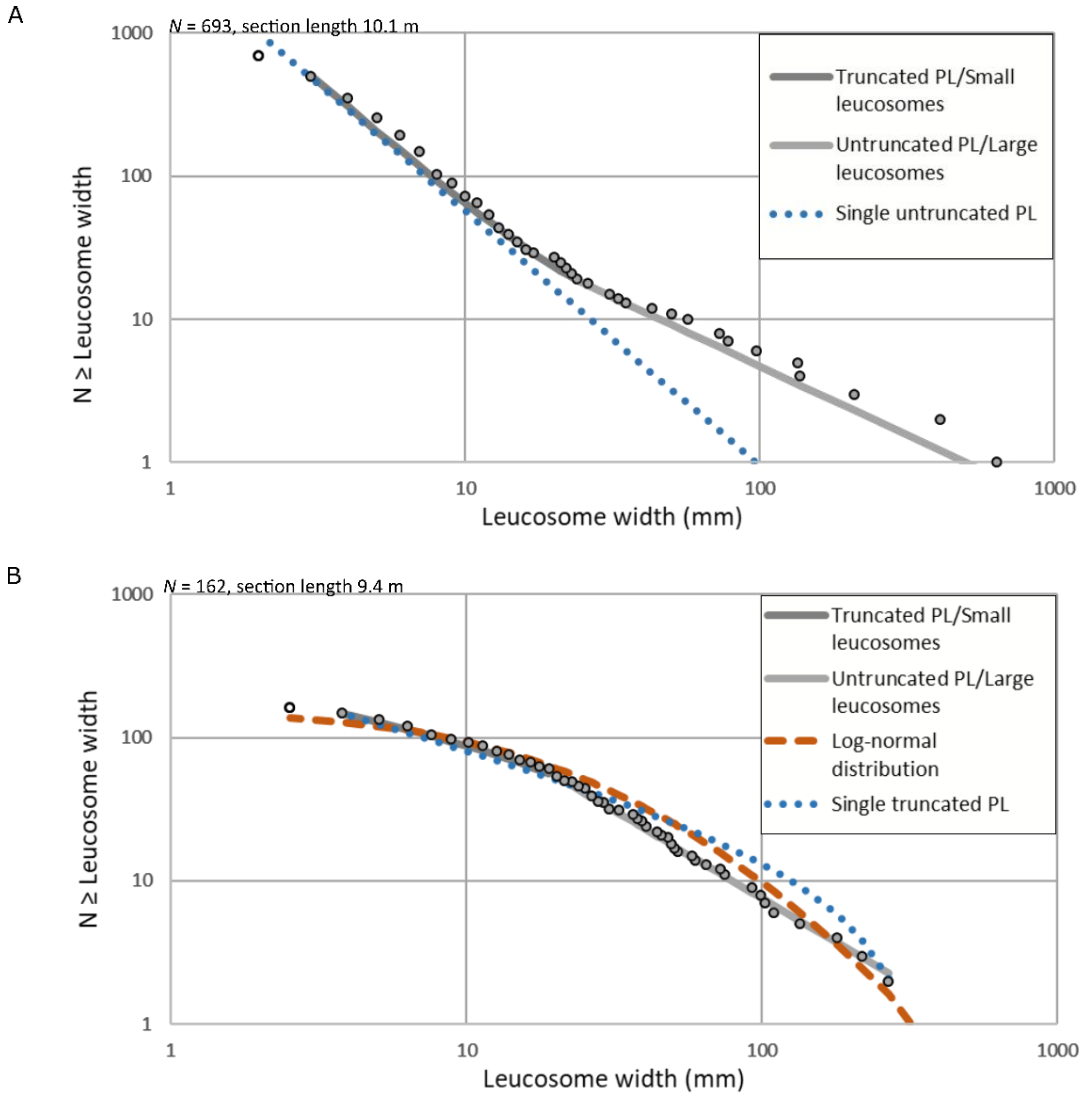 A
N = 693, section length 10.1 m
1000
100
10
1
N ≥ Leucosome width
Truncated PL/Small
leucosomes
Untruncated PL/Large
leucosomes
Single untruncated PL
1
10
100
1000
Leucosome width (mm)
B
N = 162, section length 9.4 m
1000
100
10
1
N ≥ Leucosome width
Truncated PL/Small
leucosomes
Untruncated PL/Large
leucosomes
Log-normal
distribution
Single truncated PL
1
10
100
1000
Leucosome width (mm)